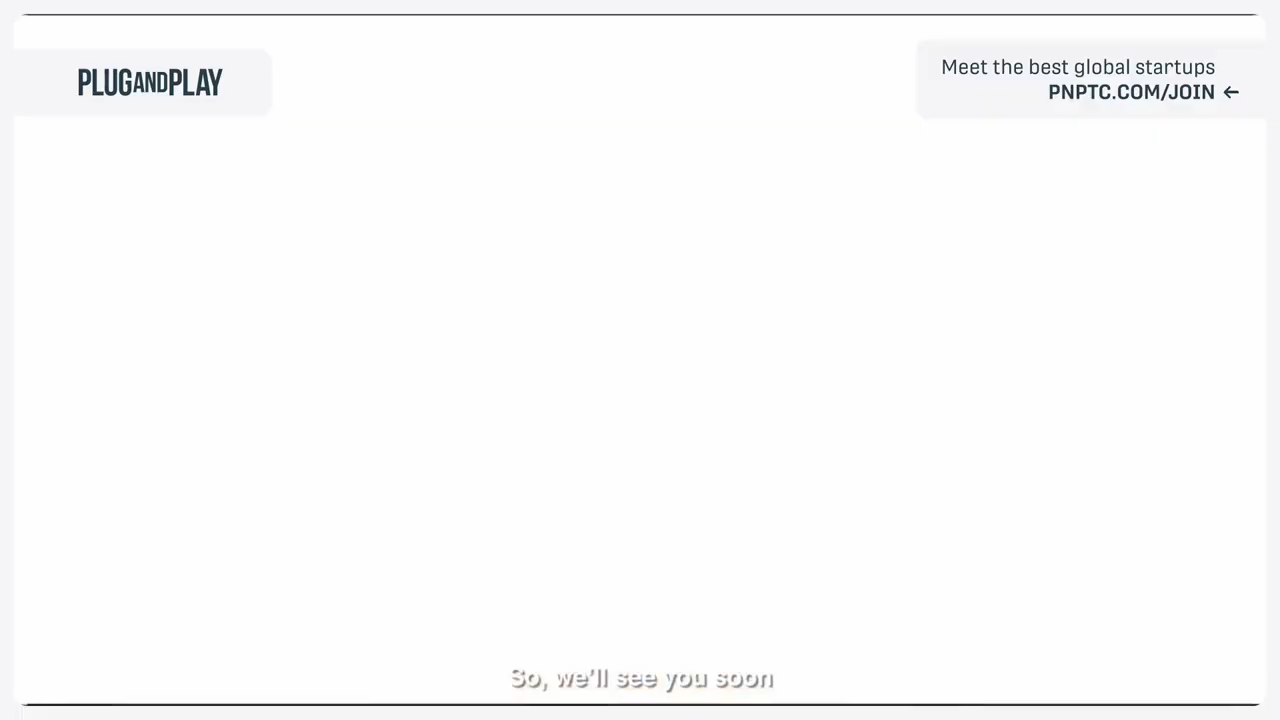 PLUGANDPLAY
Meet the best global startups
PNPTC.COM/JOIN ←
So, we'll see you soon